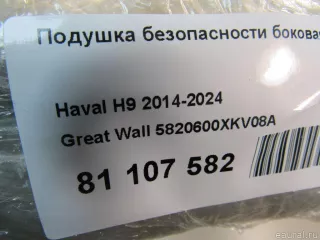 Подушка безопасности боковая
Haval H9 2014-2024
Great Wall 5820600XKV08A
81 107 582